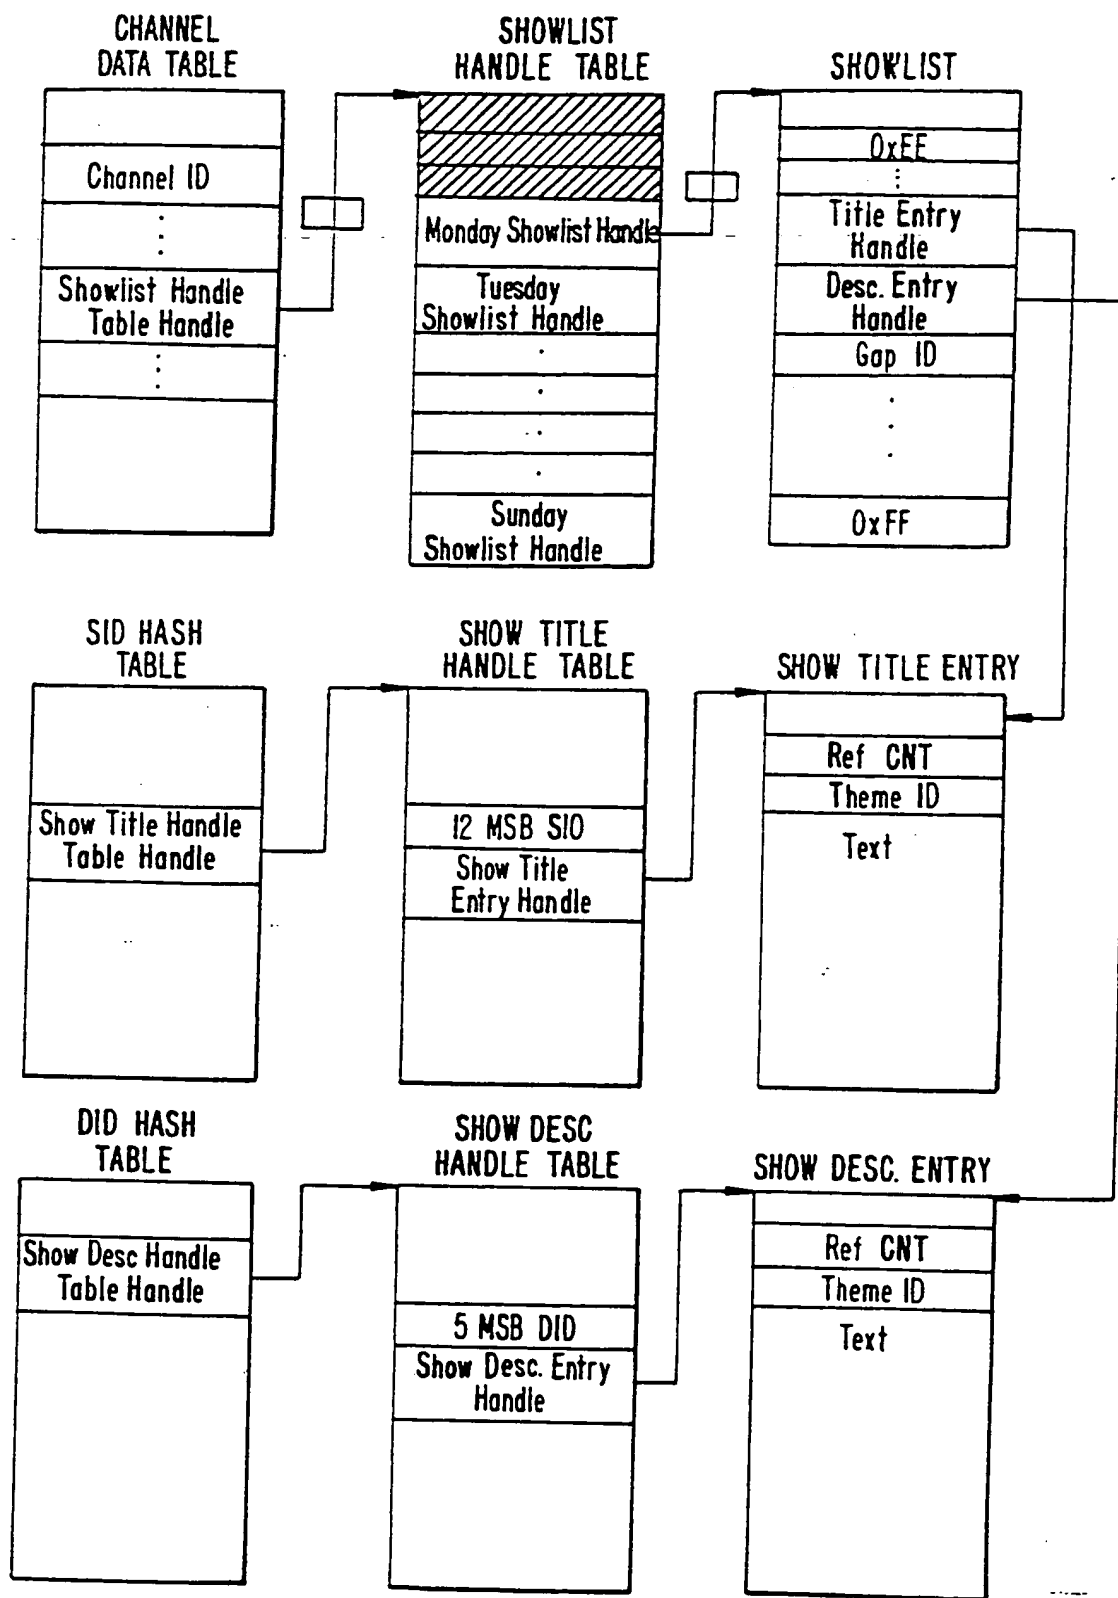 CHANNEL
DATA TABLE
Channel ID
Showlist Handle
Table Handle
SHOWLIST
HANDLE TABLE
Monday Showlist Handle
Tuesday
Showlist Handle
Sunday
Showlist Handle
SHOWLIST
0xEE
Title Entry
Handle
Desc. Entry
Handle
Gap ID
0xFF
SID HASH
TABLE
Show Title Handle
Table Handle
SHOW TITLE
HANDLE TABLE
12 MSB SIO
Show Title
Entry Handle
SHOW TITLE ENTRY
Ref CNT
Theme ID
Text
DID HASH
TABLE
Show Desc Handle
Table Handle
SHOW DESC
HANDLE TABLE
5 MSB DID
Show Desc. Entry
Handle
SHOW DESC. ENTRY
Ref CNT
Theme ID
Text